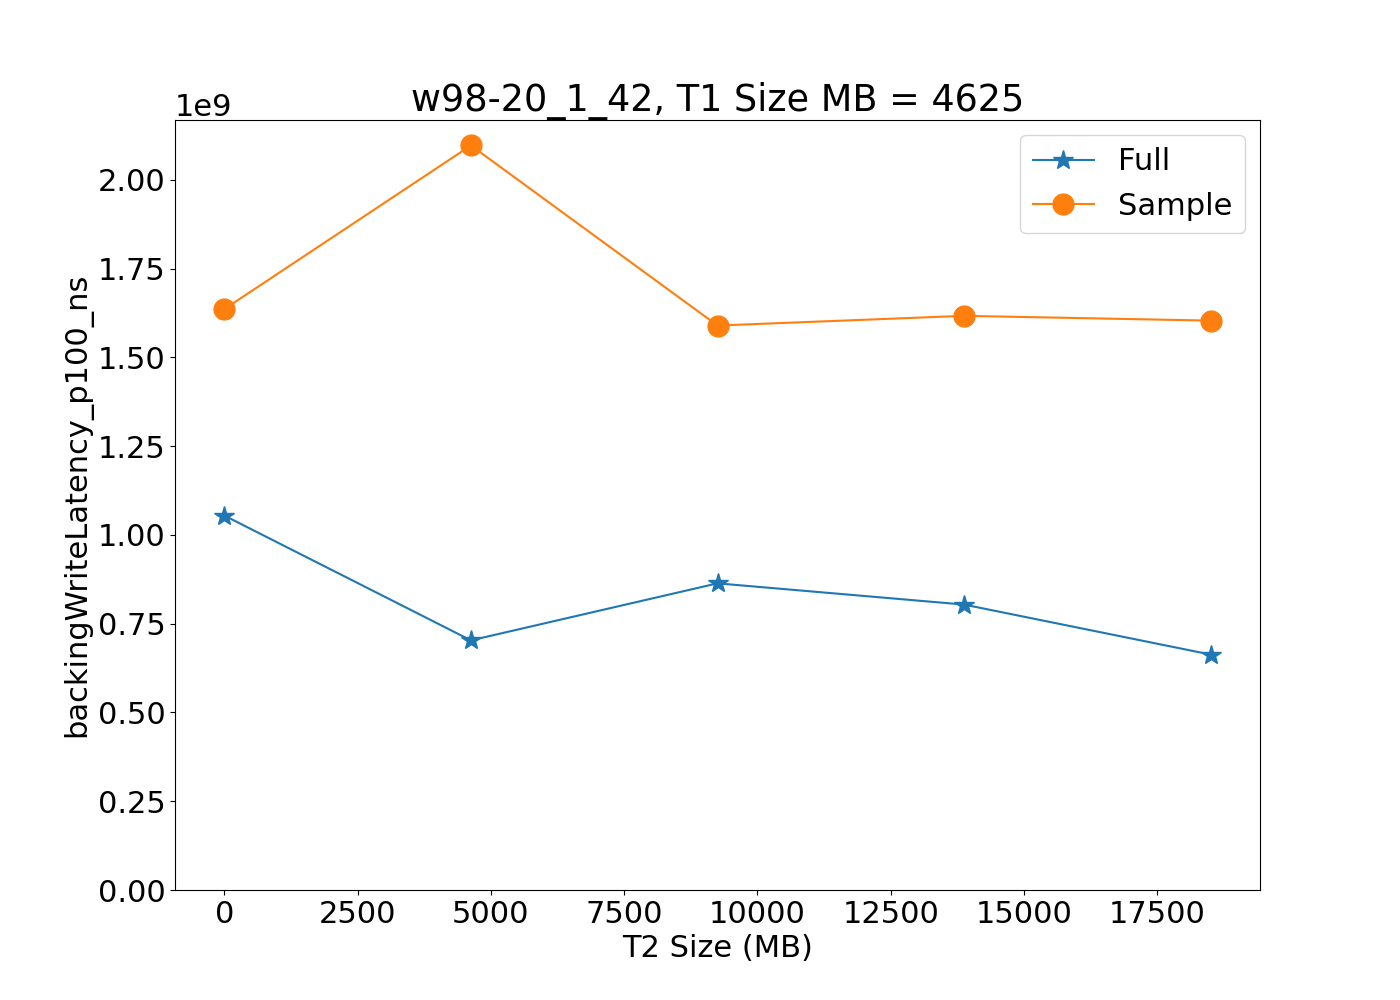 w98-20_1_42, T1 Size MB = 4625
1e9
Full
Sample
2.00
1.75
1.50
1.25
1.00
0.75
0.50
0.25
0.00
backingWriteLatency_p100_ns
0 2500 5000 7500 10000 12500 15000 17500
T2 Size (MB)